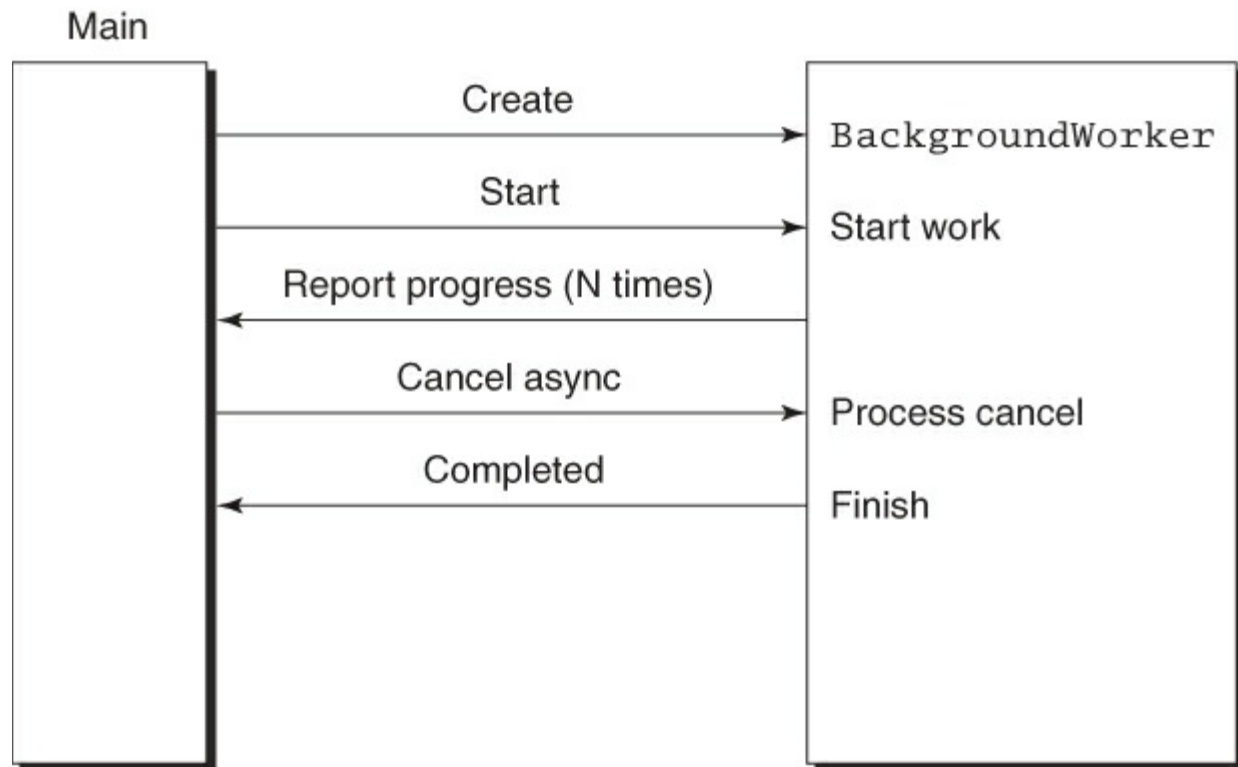 Main
Create
BackgroundWorker
Start
Start work
Report progress (N times)
Cancel async
Process cancel
Completed
Finish